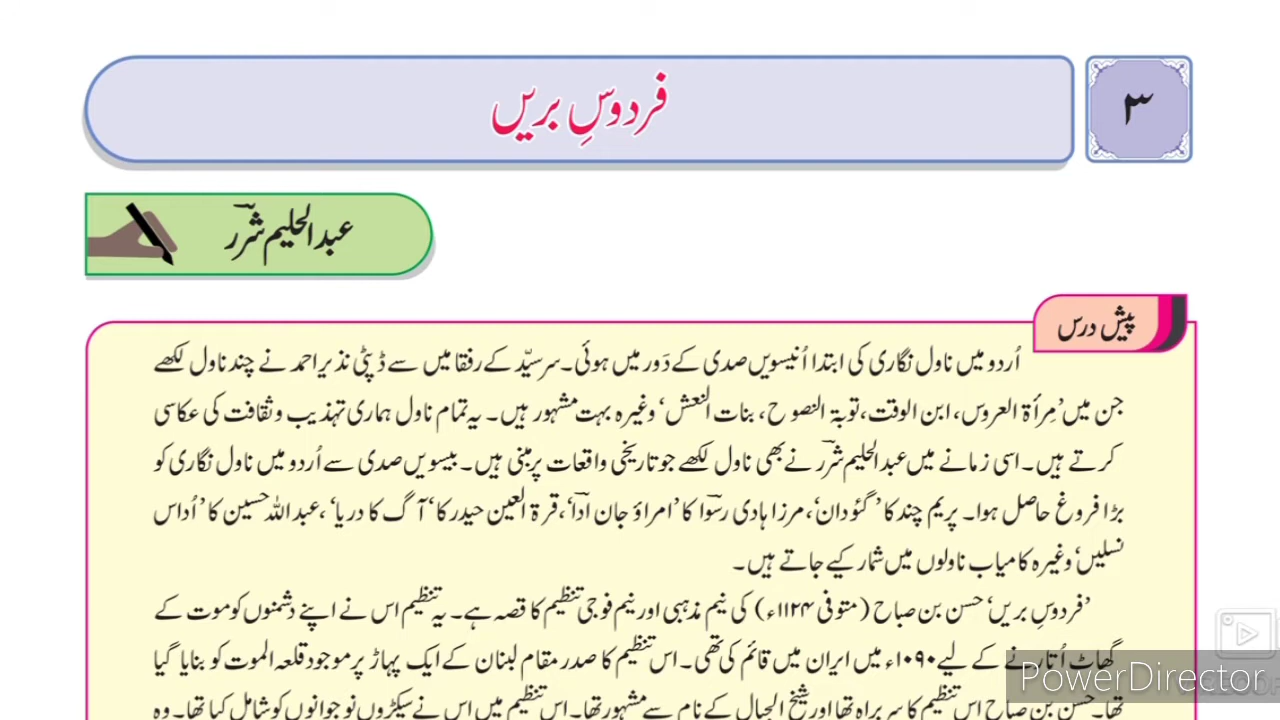 ۳
فردوسِ بریں
عبدالحلیم شررؔ
پیش درس
اُردو میں ناول نگاری کی ابتدا اُنیسویں صدی کے دَور میں ہوئی۔ سرسیّد کے رفقا میں سے ڈپٹی نذیر احمد نے چند ناول لکھے
جن میں ’مِرأۃ العروس، ابن الوقت، توبۃ النصوح، بنات النعش‘ وغیرہ بہت مشہور ہیں۔ یہ تمام ناول ہماری تہذیب و ثقافت کی عکاسی
کرتے ہیں۔ اسی زمانے میں عبدالحلیم شررؔ نے بھی ناول لکھے جو تاریخی واقعات پر مبنی ہیں۔ بیسویں صدی سے اُردو میں ناول نگاری کو
بڑا فروغ حاصل ہوا۔ پریم چند کا ’گئودان‘، مرزا ہادی رسوؔا کا ’امراؤ جان اداؔ‘، قرۃ العین حیدر کا ’آگ کا دریا‘، عبداللہ حسین کا ’اُداس
نسلیں‘ وغیرہ کامیاب ناولوں میں شمار کیے جاتے ہیں۔
’فردوسِ بریں‘ حسن بن صباح (متوفی ۱۱۲۴ء) کی نیم مذہبی اور نیم فوجی تنظیم کا قصہ ہے۔ یہ تنظیم اس نے اپنے دشمنوں کو موت کے
گھاٹ اُتارنے کے لیے ۱۰۹۰ء میں ایران میں قائم کی تھی۔ اس تنظیم کا صدر مقام لبنان کے ایک پہاڑ پر موجود قلعہ الموت کو بنایا گیا
تھا۔ حسن بن صباح اس تنظیم کا سربراہ تھا اور شیخ الجبال کے نام سے مشہور تھا۔ اس تنظیم میں اس نے سیکڑوں نوجوانوں کو شامل کیا تھا۔ وہ
PowerDirector